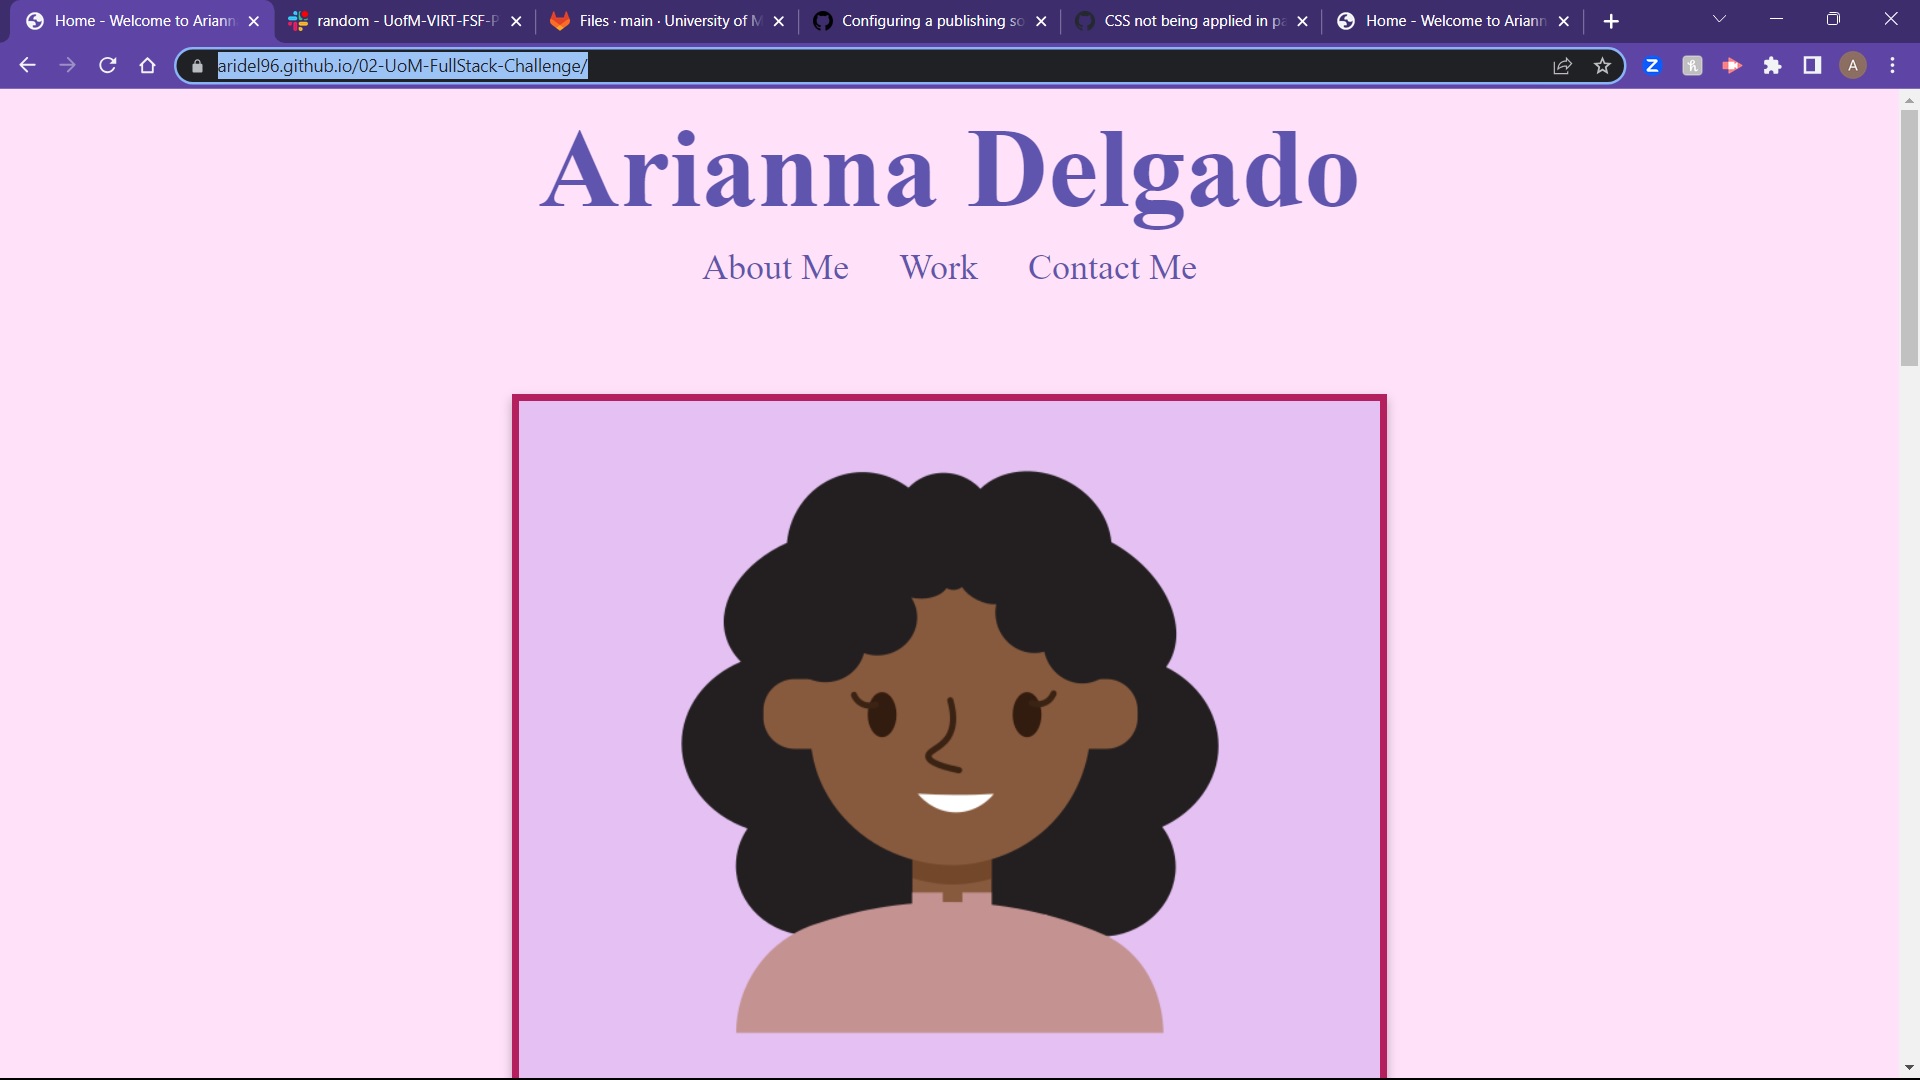 Home - Welcome to Ariann
random - UofM-VIRT-FSF-P
Files · main · University of M
Configuring a publishing so
CSS not being applied in pa
Home - Welcome to Ariann
aridel96.github.io/02-UoM-FullStack-Challenge/
Z
A
Arianna Delgado
About Me Work Contact Me